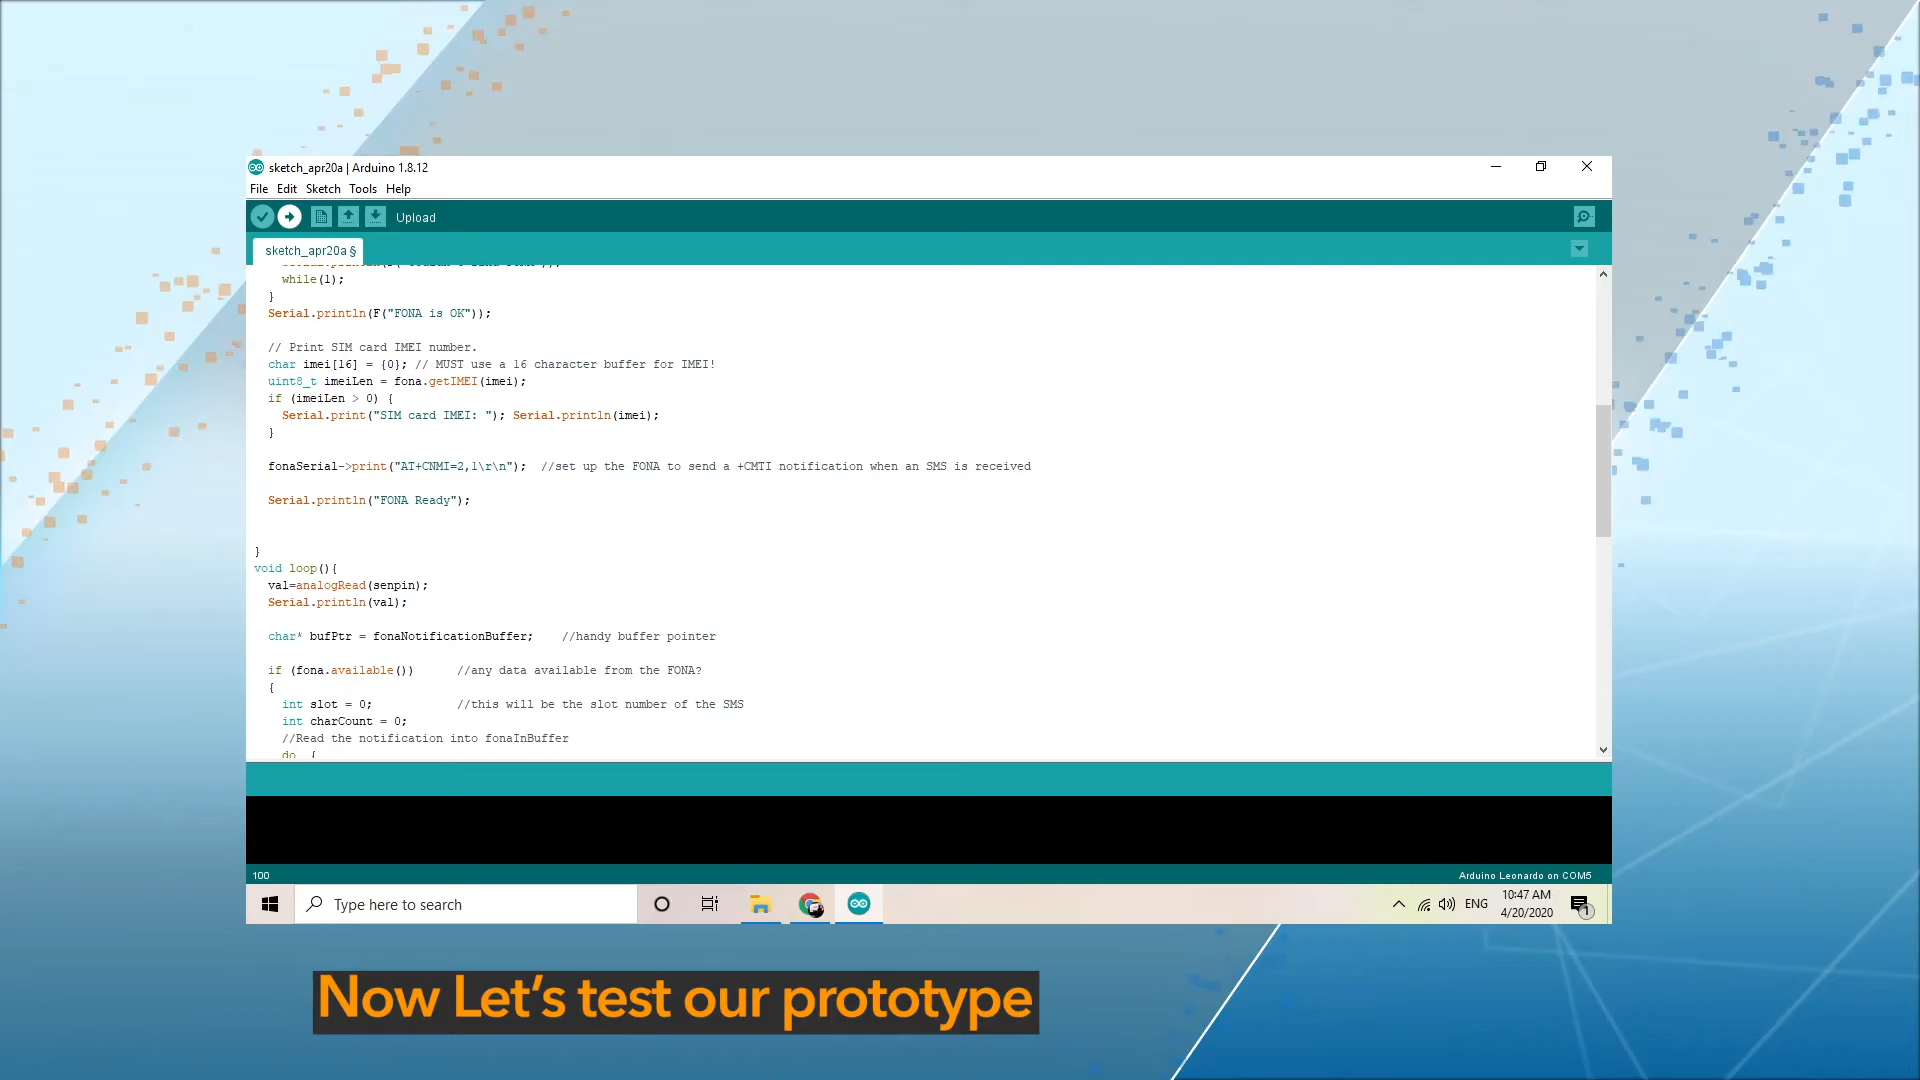 sketch_apr20a | Arduino 1.8.12
File Edit Sketch Tools Help
Upload
sketch_apr20a §
while(1);
}
Serial.println(F("FONA is OK"));
// Print SIM card IMEI number.
char imei[16] = {0}; // MUST use a 16 character buffer for IMEI!
uint8_t imeiLen = fona.getIMEI(imei);
if (imeiLen > 0) {
Serial.print("SIM card IMEI: "); Serial.println(imei);
}
fonaSerial->print("AT+CNMI=2,1\r\n"); //set up the FONA to send a +CMTI notification when an SMS is received
Serial.println("FONA Ready");
}
void loop(){
val=analogRead(senpin);
Serial.println(val);
char* bufPtr = fonaNotificationBuffer; //handy buffer pointer
if (fona.available()) //any data available from the FONA?
{
int slot = 0; //this will be the slot number of the SMS
int charCount = 0;
//Read the notification into fonaInBuffer
do {
100
Arduino Leonardo on COM5
Type here to search
ENG
10:47 AM
4/20/2020
1
Now Let's test our prototype